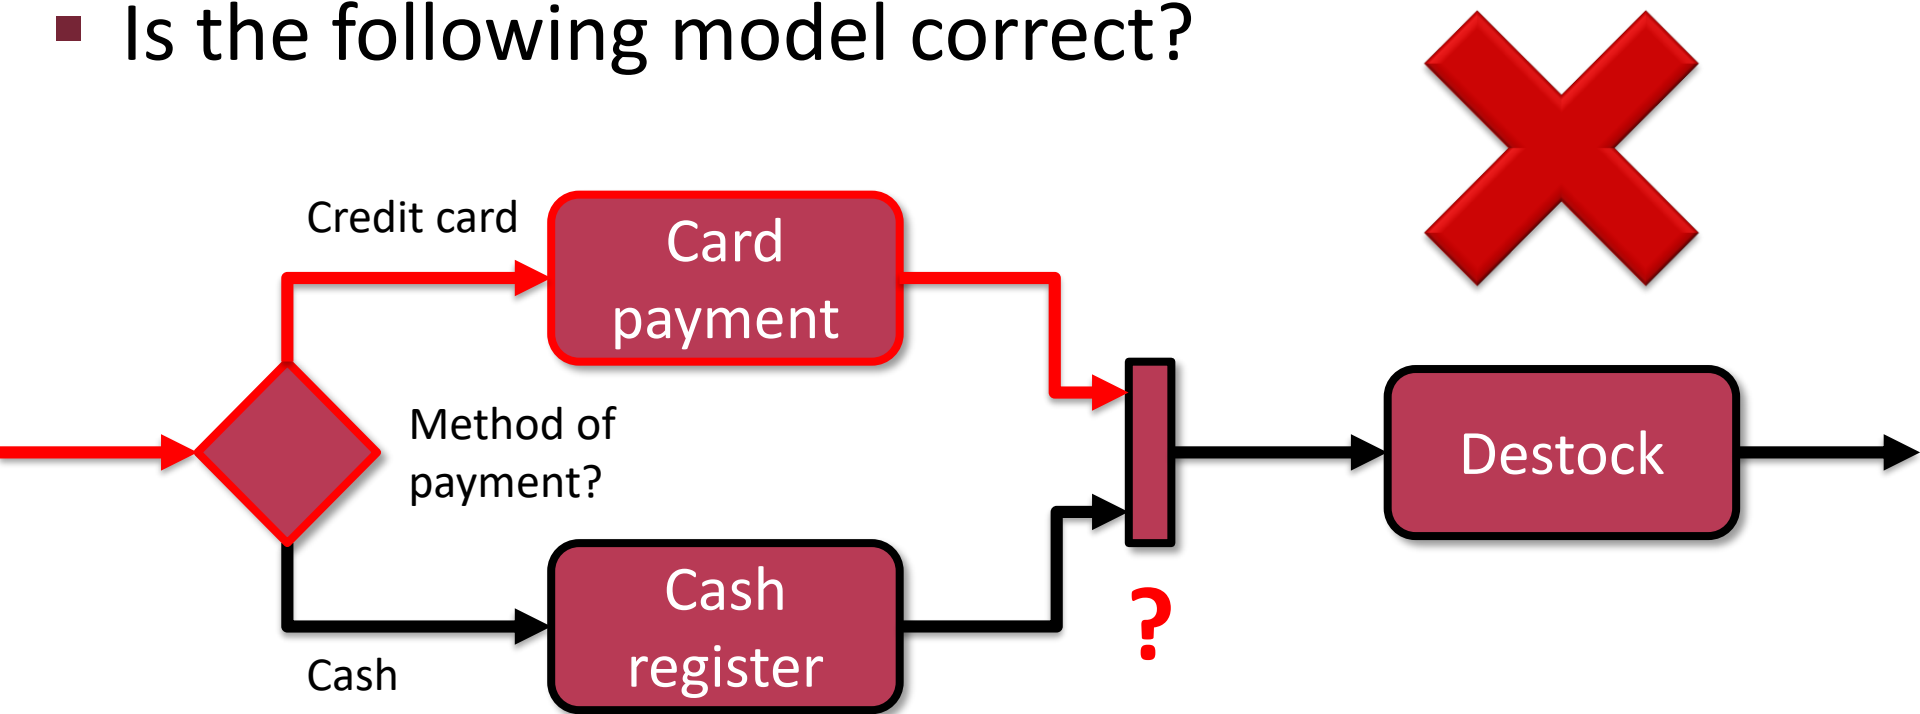 Is the following model correct?
Credit card
Card
payment
Method of
payment?
Destock
Cash
register
Cash
?